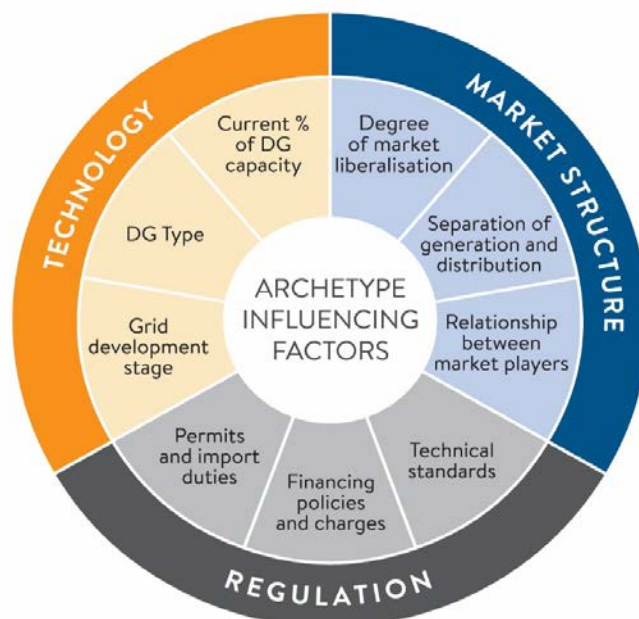 TECHNOLOGY
MARKET STRUCTURE
REGULATION
Current %
of DG
capacity
Degree
of market
liberalisation
DG Type
Separation of
generation and
distribution
Grid
development
stage
ARCHETYPE
INFLUENCING
FACTORS
Relationship
between
market players
Permits
and import
duties
Financing
policies
and charges
Technical
standards